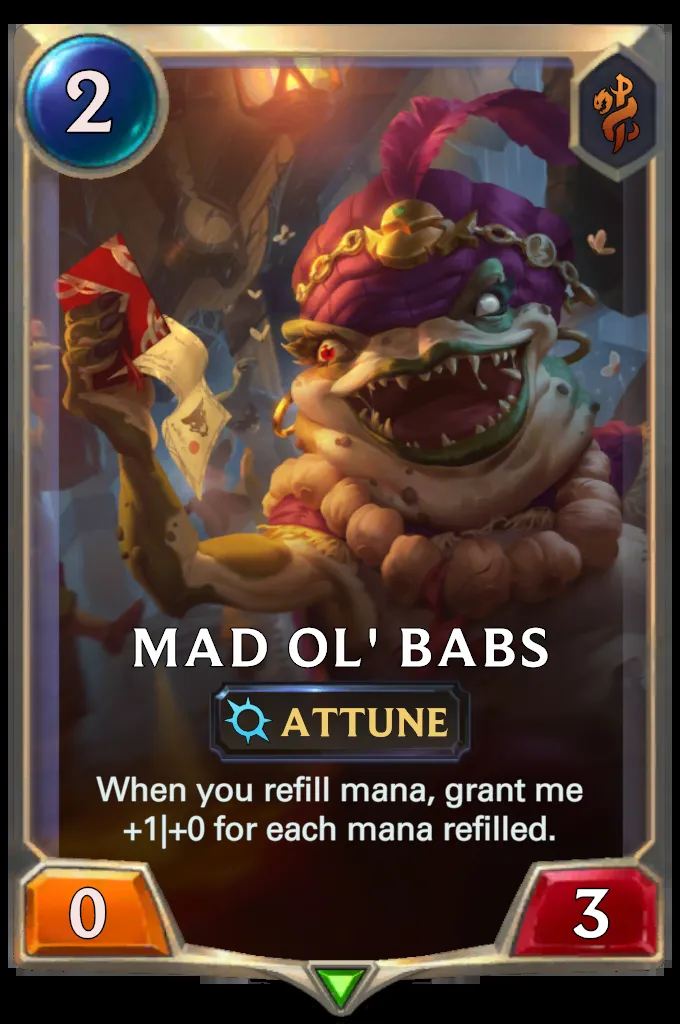 2
MAD OL' BABS
ATTUNE
When you refill mana, grant me
+1|+0 for each mana refilled.
0
3